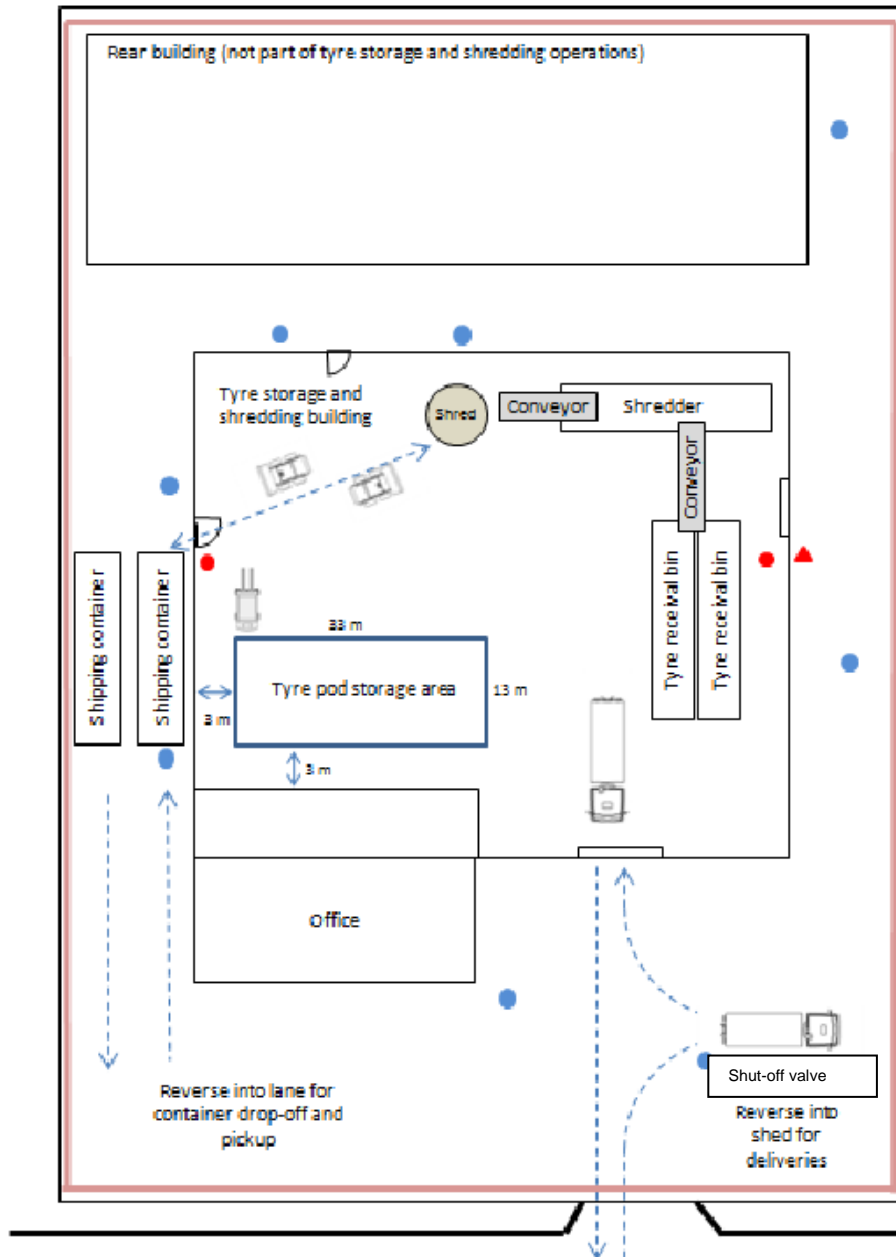 Rear building (not part of tyre storage and shredding operations)
Tyre storage and
shredding building
Shred
Conveyor
Shredder
Conveyor
Shipping container
Shipping container
Tyre receival bin
Tyre receival bin
33 m
Tyre pod storage area
13 m
3 m
3 m
Office
Shut-off valve
Reverse into lane for
container drop-off and
pickup
Reverse into
shed for
deliveries